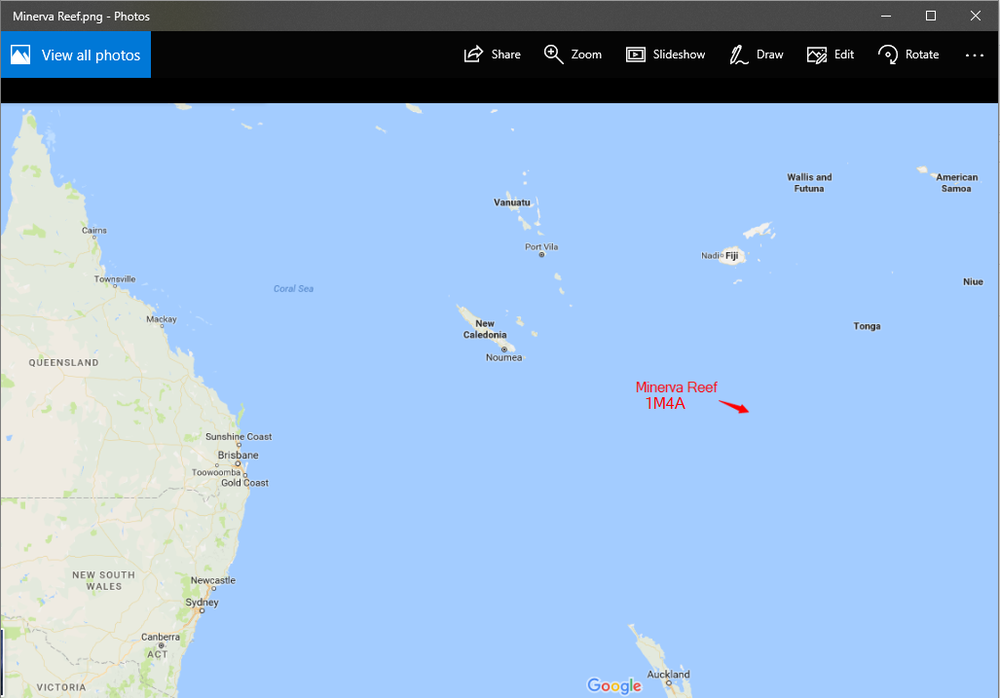 Minerva Reef.png - Photos
View all photos
Share
Zoom
Slideshow
Draw
Edit
Rotate
Wallis and
Futuna
American
Samoa
Vanuatu
Cairns
Port Vila
Nadi
Fiji
Townsville
Niue
Coral Sea
Mackay
New
Caledonia
Tonga
Noumea
QUEENSLAND
Minerva Reef
1M4A
Sunshine Coast
Brisbane
Toowoomba
Gold Coast
NEW SOUTH
WALES
Newcastle
Sydney
Canberra
ACT
Auckland
VICTORIA
Google